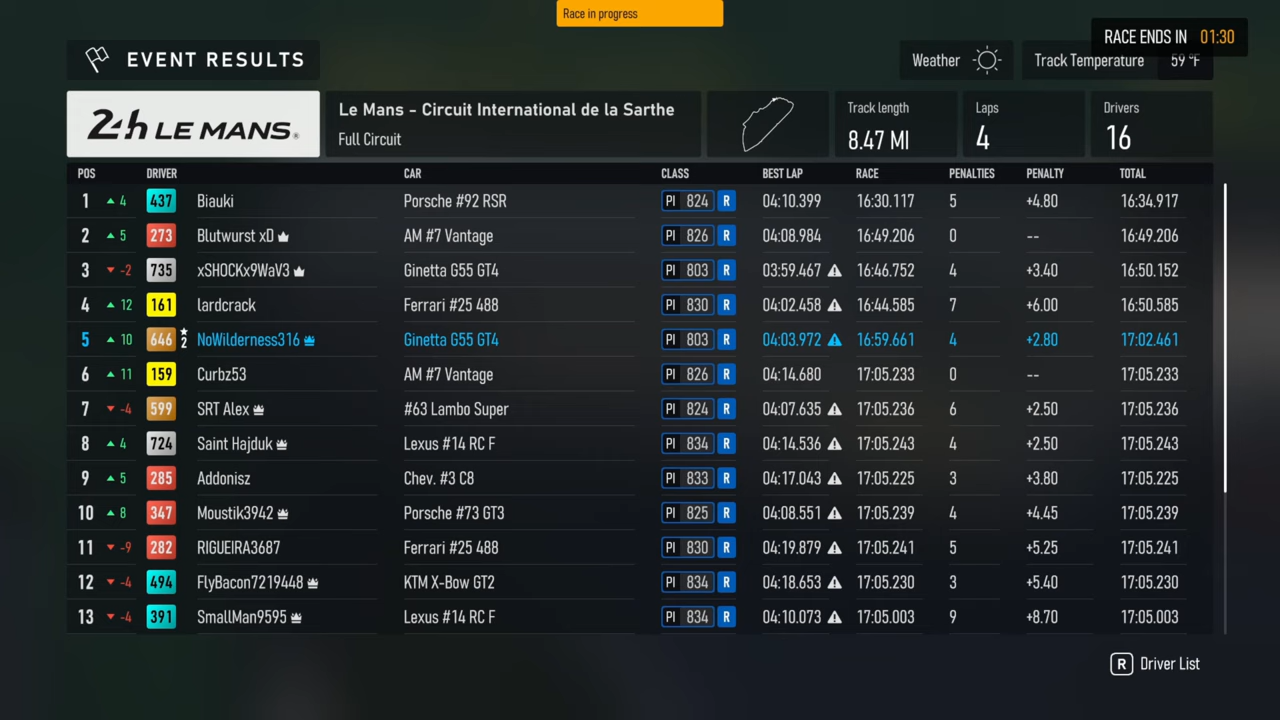 Race in progress
RACE ENDS IN 01:30
EVENT RESULTS
Weather Track Temperature 59 °F
24h LE MANS®
Le Mans - Circuit International de la Sarthe
Full Circuit
Track length
8.47 MI
Laps
4
Drivers
16
POS DRIVER CAR CLASS BEST LAP RACE PENALTIES PENALTY TOTAL
1 ▲ 4 437 Biauki Porsche #92 RSR PI 824 R 04:10.399 16:30.117 5 +4.80 16:34.917
2 ▲ 5 273 Blutwurst xD AM #7 Vantage PI 826 R 04:08.984 16:49.206 0 -- 16:49.206
3 ▼ -2 735 xSHOCKx9WaV3 Ginetta G55 GT4 PI 803 R 03:59.467 16:46.752 4 +3.40 16:50.152
4 ▲ 12 161 lardcrack Ferrari #25 488 PI 830 R 04:02.458 16:44.585 7 +6.00 16:50.585
5 ▲ 10 646 ★ 2 NoWilderness316 Ginetta G55 GT4 PI 803 R 04:03.972 16:59.661 4 +2.80 17:02.461
6 ▲ 11 159 Curbz53 AM #7 Vantage PI 826 R 04:14.680 17:05.233 0 -- 17:05.233
7 ▼ -4 599 SRT Alex #63 Lambo Super PI 824 R 04:07.635 17:05.236 6 +2.50 17:05.236
8 ▲ 4 724 Saint Hajduk Lexus #14 RC F PI 834 R 04:14.536 17:05.243 4 +2.50 17:05.243
9 ▲ 5 285 Addonisz Chev. #3 C8 PI 833 R 04:17.043 17:05.225 3 +3.80 17:05.225
10 ▲ 8 347 Moustik3942 Porsche #73 GT3 PI 825 R 04:08.551 17:05.239 4 +4.45 17:05.239
11 ▼ -9 282 RIGUEIRA3687 Ferrari #25 488 PI 830 R 04:19.879 17:05.241 5 +5.25 17:05.241
12 ▼ -4 494 FlyBacon7219448 KTM X-Bow GT2 PI 834 R 04:18.653 17:05.230 3 +5.40 17:05.230
13 ▼ -4 391 SmallMan9595 Lexus #14 RC F PI 834 R 04:10.073 17:05.003 9 +8.70 17:05.003
R Driver List